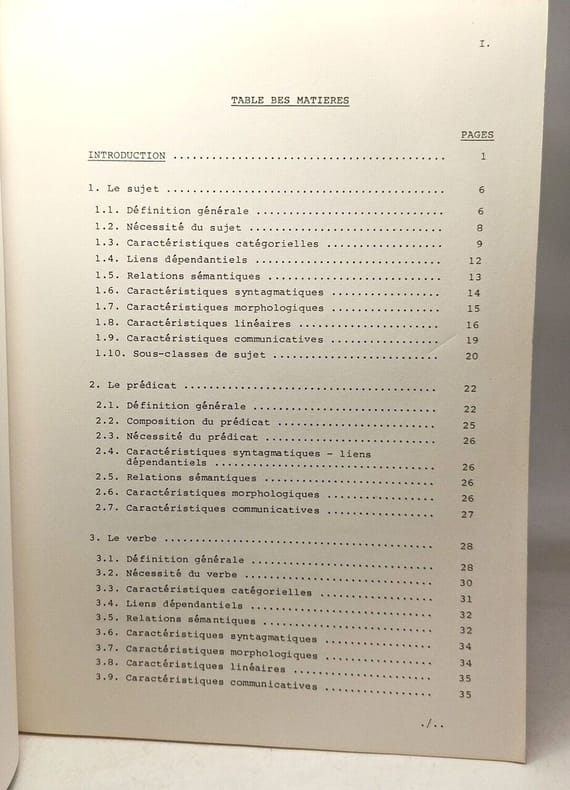 I.
TABLE BES MATIERES
PAGES
INTRODUCTION ........................................... 1
1. Le sujet ............................................ 6
1.1. Définition générale ............................. 6
1.2. Nécessité du sujet .............................. 8
1.3. Caractéristiques catégorielles .................. 9
1.4. Liens dépendantiels ............................. 12
1.5. Relations sémantiques ........................... 13
1.6. Caractéristiques syntagmatiques ................. 14
1.7. Caractéristiques morphologiques ................. 15
1.8. Caractéristiques linéaires ...................... 16
1.9. Caractéristiques communicatives ................. 19
1.10. Sous-classes de sujet .......................... 20
2. Le prédicat ........................................ 22
2.1. Définition générale ............................. 22
2.2. Composition du prédicat ......................... 25
2.3. Nécessité du prédicat ........................... 26
2.4. Caractéristiques syntagmatiques - liens
dépendantiels ................................... 26
2.5. Relations sémantiques ........................... 26
2.6. Caractéristiques morphologiques ................. 26
2.7. Caractéristiques communicatives ................. 27
3. Le verbe ........................................... 28
3.1. Définition générale ............................. 28
3.2. Nécessité du verbe .............................. 30
3.3. Caractéristiques catégorielles .................. 31
3.4. Liens dépendantiels ............................. 32
3.5. Relations sémantiques ........................... 32
3.6. Caractéristiques syntagmatiques ................. 34
3.7. Caractéristiques morphologiques ................. 34
3.8. Caractéristiques linéaires ...................... 35
3.9. Caractéristiques communicatives ................. 35
./..